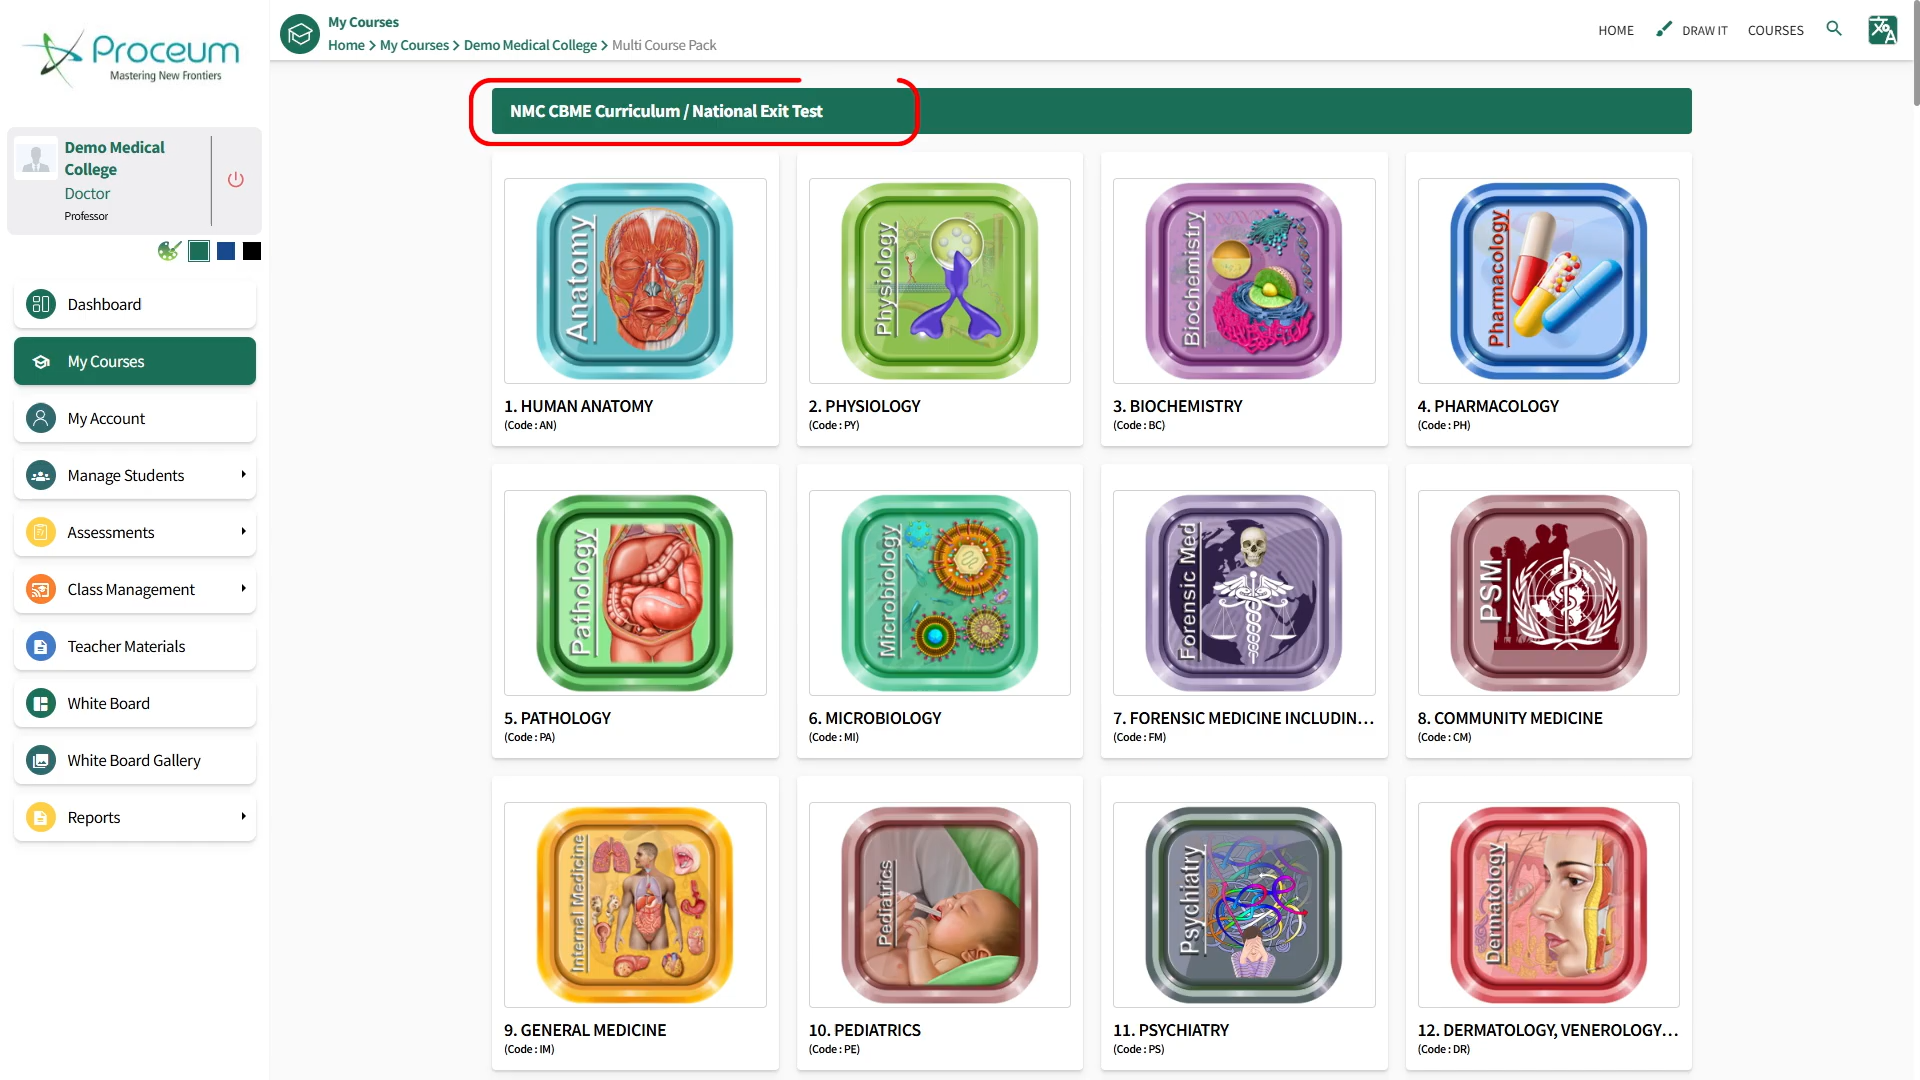 Proceum
Mastering New Frontiers
My Courses
Home > My Courses > Demo Medical College > Multi Course Pack
HOME
DRAW IT
COURSES
Demo Medical College
Doctor
Professor
Dashboard
My Courses
My Account
Manage Students
Assessments
Class Management
Teacher Materials
White Board
White Board Gallery
Reports
NMC CBME Curriculum / National Exit Test
Anatomy
1. HUMAN ANATOMY
(Code : AN)
Physiology
2. PHYSIOLOGY
(Code : PY)
Biochemistry
3. BIOCHEMISTRY
(Code : BC)
Pharmacology
4. PHARMACOLOGY
(Code : PH)
Pathology
5. PATHOLOGY
(Code : PA)
Microbiology
6. MICROBIOLOGY
(Code : MI)
Forensic Med
7. FORENSIC MEDICINE INCLUDIN...
(Code : FM)
PSM
8. COMMUNITY MEDICINE
(Code : CM)
Internal Medicine
9. GENERAL MEDICINE
(Code : IM)
Pediatrics
10. PEDIATRICS
(Code : PE)
Psychiatry
11. PSYCHIATRY
(Code : PS)
Dermatology
12. DERMATOLOGY, VENEROLOGY...
(Code : DR)